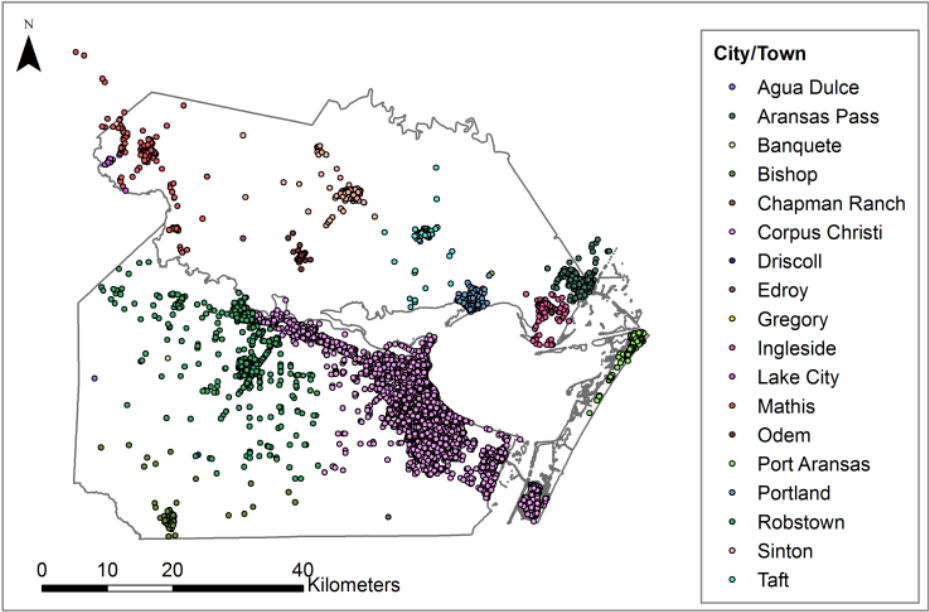 N
City/Town
Agua Dulce
Aransas Pass
Banquete
Bishop
Chapman Ranch
Corpus Christi
Driscoll
Edroy
Gregory
Ingleside
Lake City
Mathis
Odem
Port Aransas
Portland
Robstown
Sinton
Taft
0 10 20 40
Kilometers